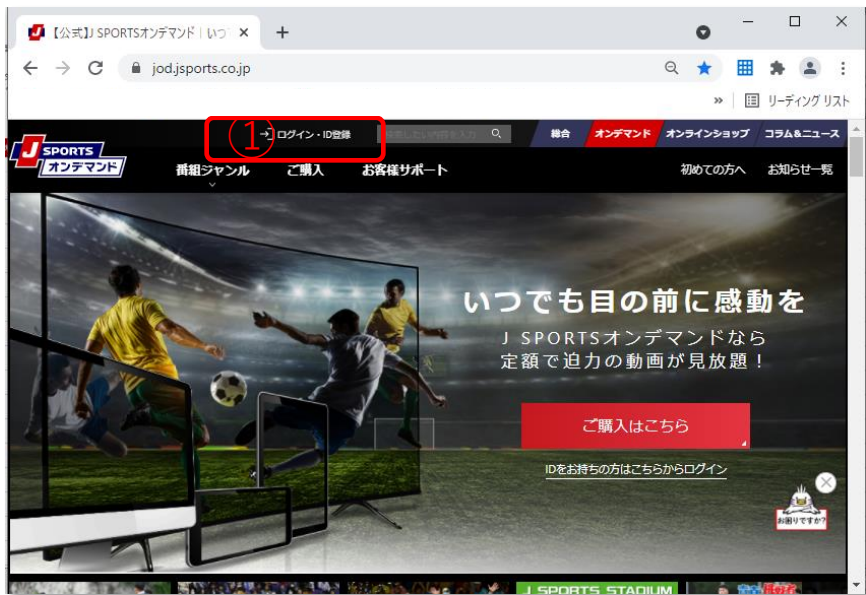 【公式】J SPORTSオンデマンド｜いつ
jod.jsports.co.jp
» リーディング リスト
① ログイン・ID登録
総合 オンデマンド オンラインショップ コラム&ニュース
J SPORTS
オンデマンド
番組ジャンル ご購入 お客様サポート 初めての方へ お知らせ一覧
いつでも目の前に感動を
J SPORTSオンデマンドなら
定額で迫力の動画が見放題！
ご購入はこちら
IDをお持ちの方はこちらからログイン
お困りですか?
J SPORTS STADIUM